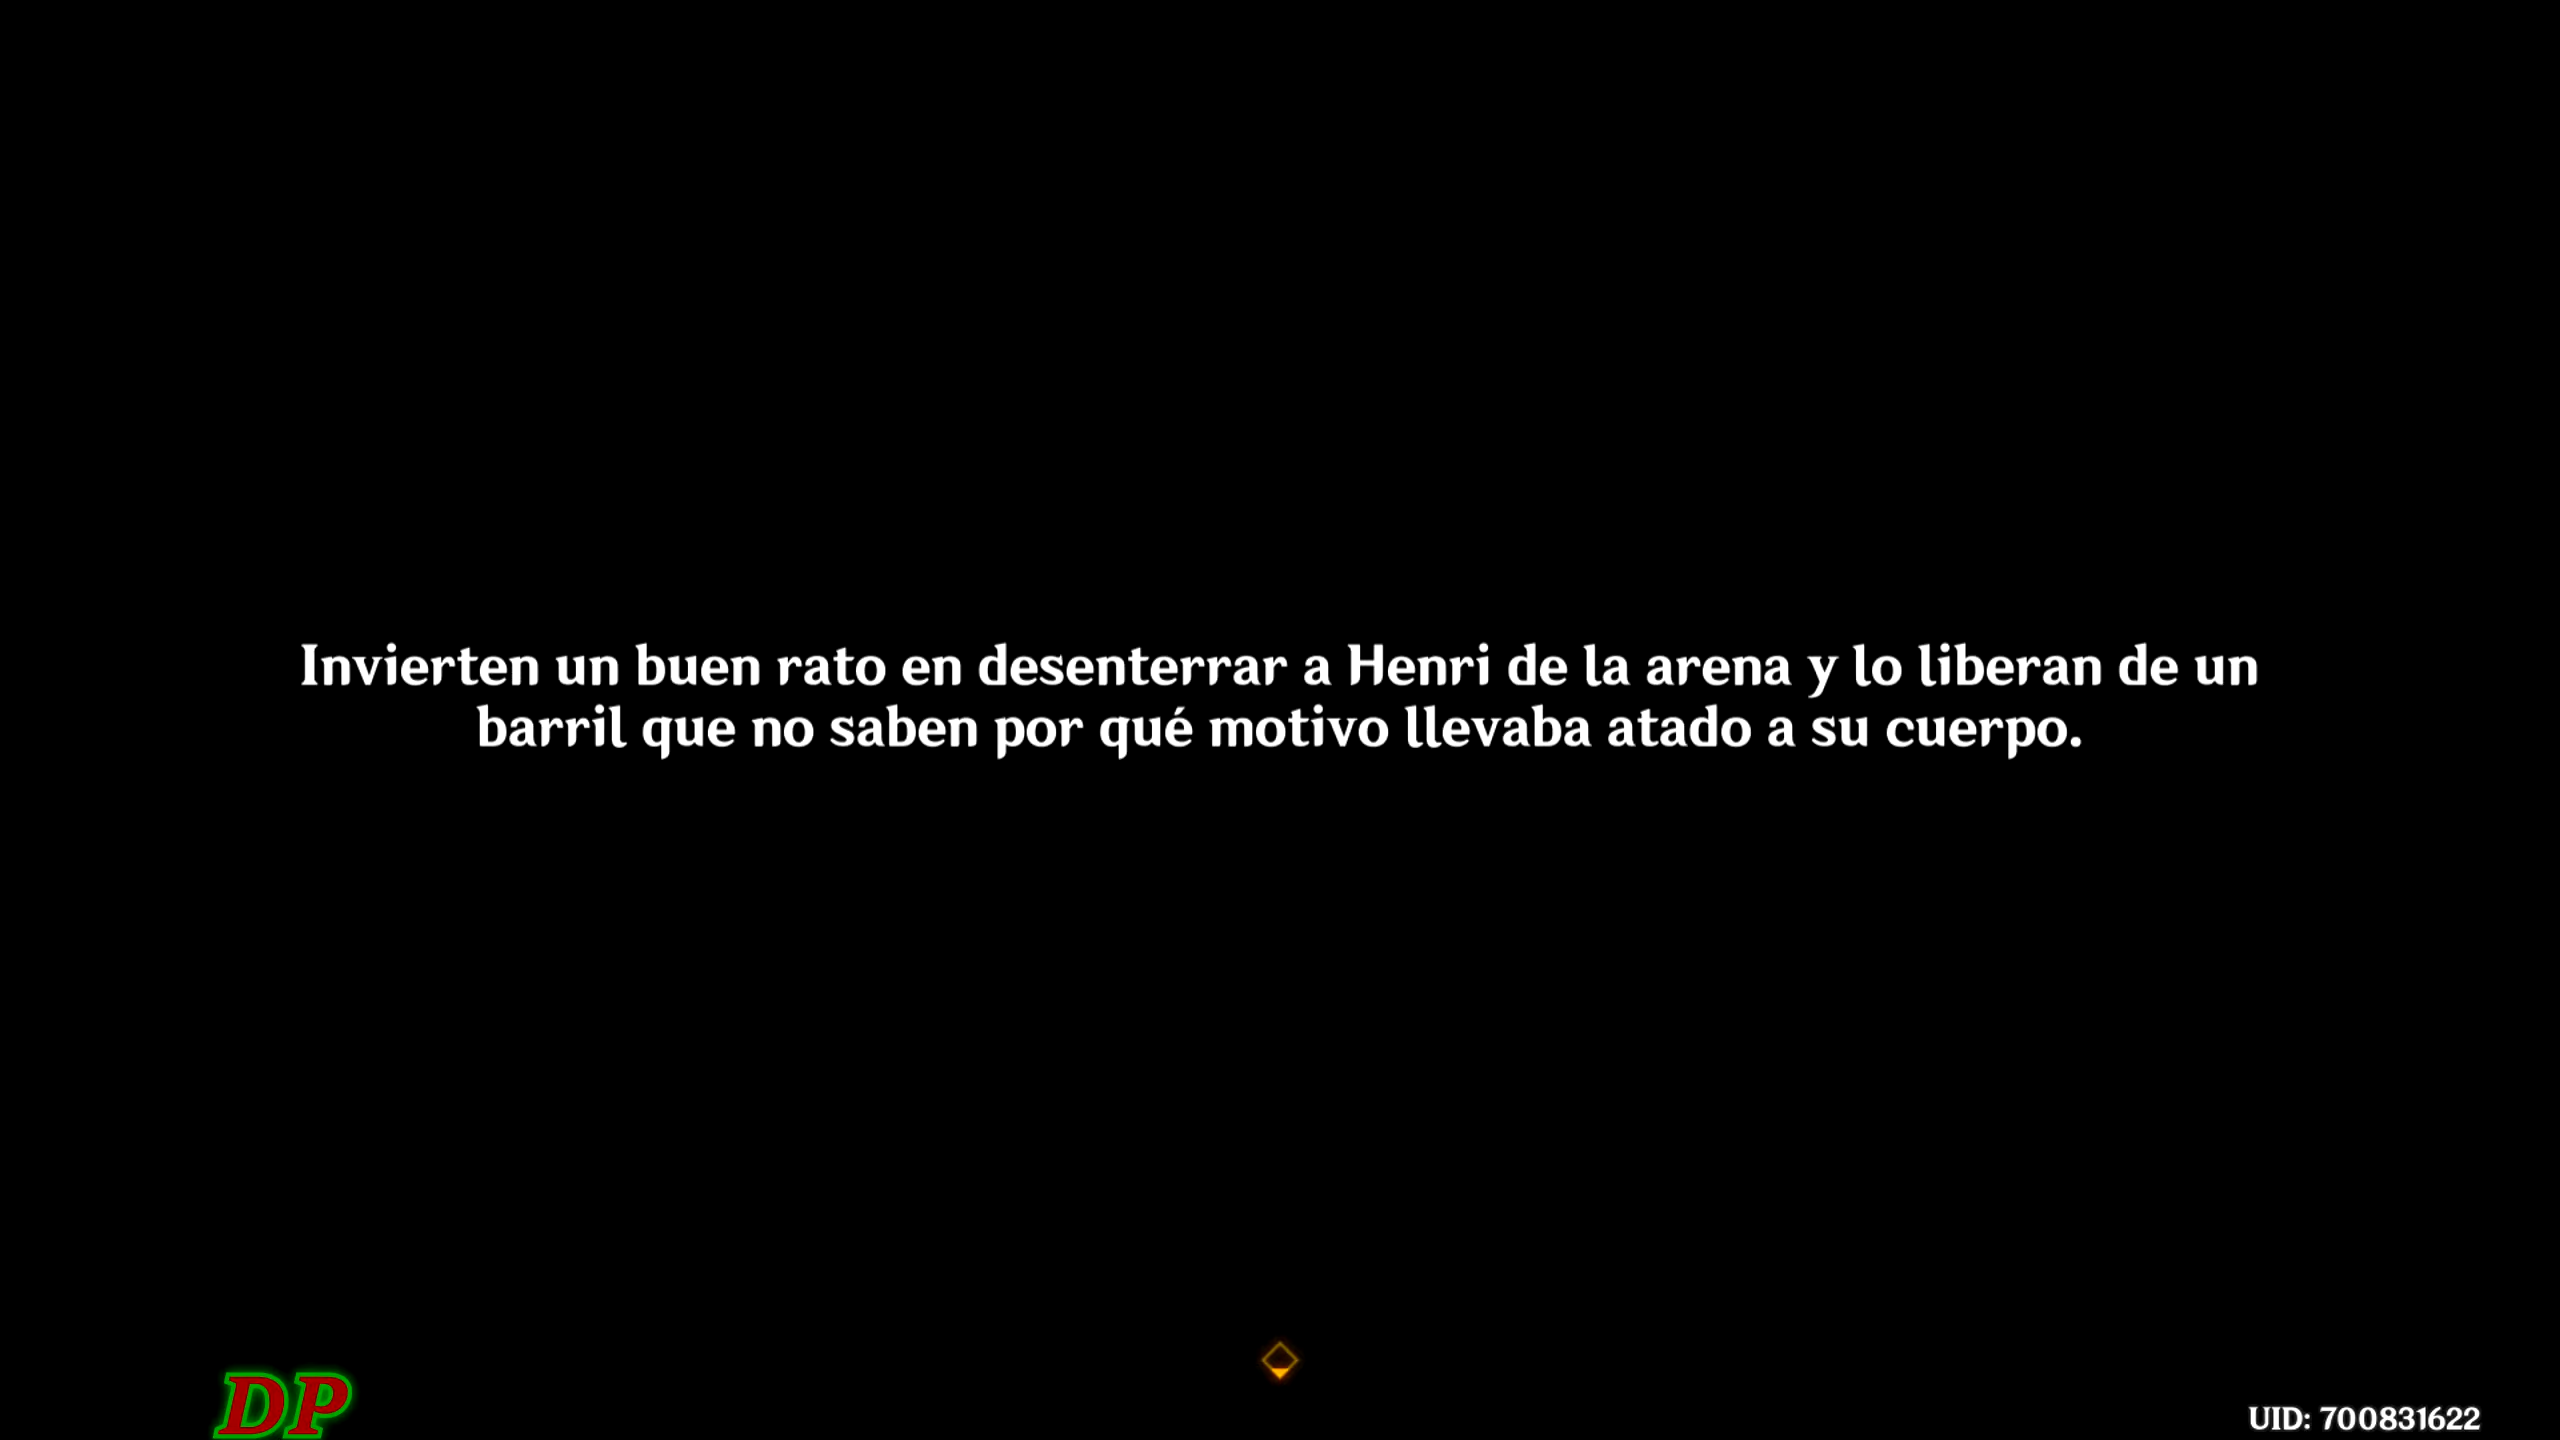 Invierten un buen rato en desenterrar a Henri de la arena y lo liberan de un
barril que no saben por qué motivo llevaba atado a su cuerpo.
DP
UID: 700831622